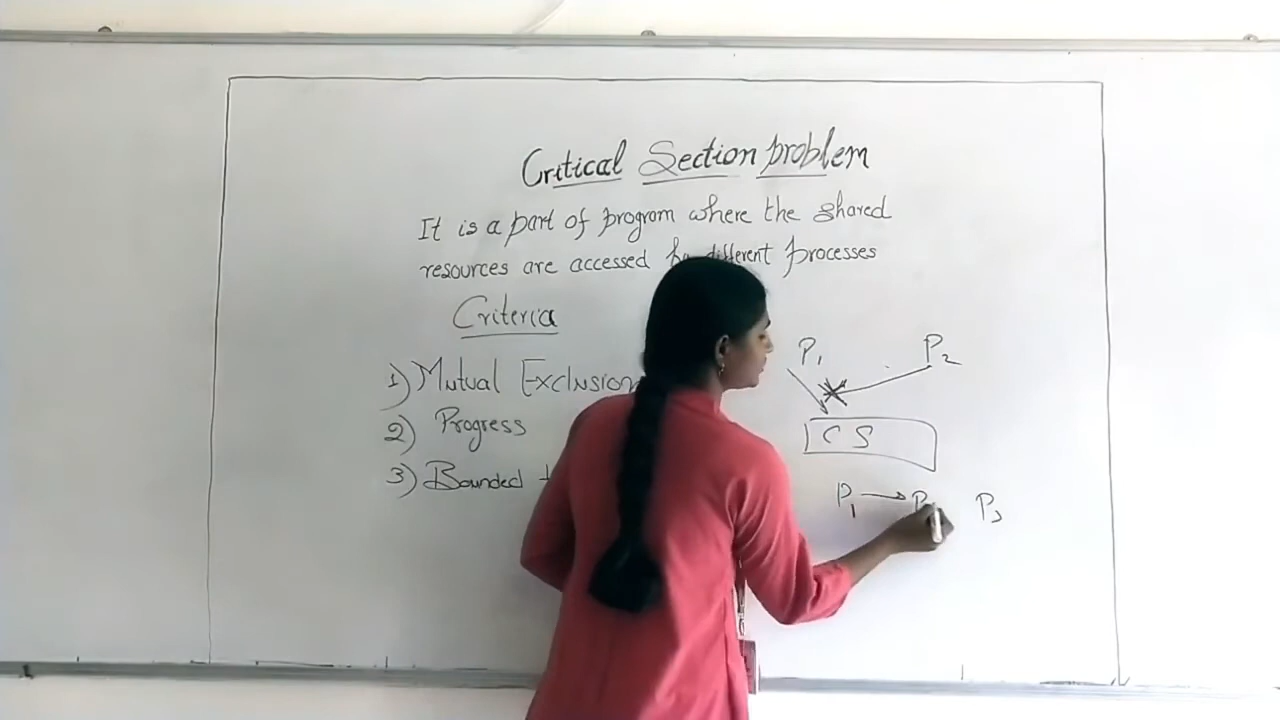 Critical Section problem
It is a part of program where the shared
resources are accessed different processes
Criteria
1) Mutual Exclusion
2) Progress
3) Bounded
P1 P2
CS
P1 → P P3